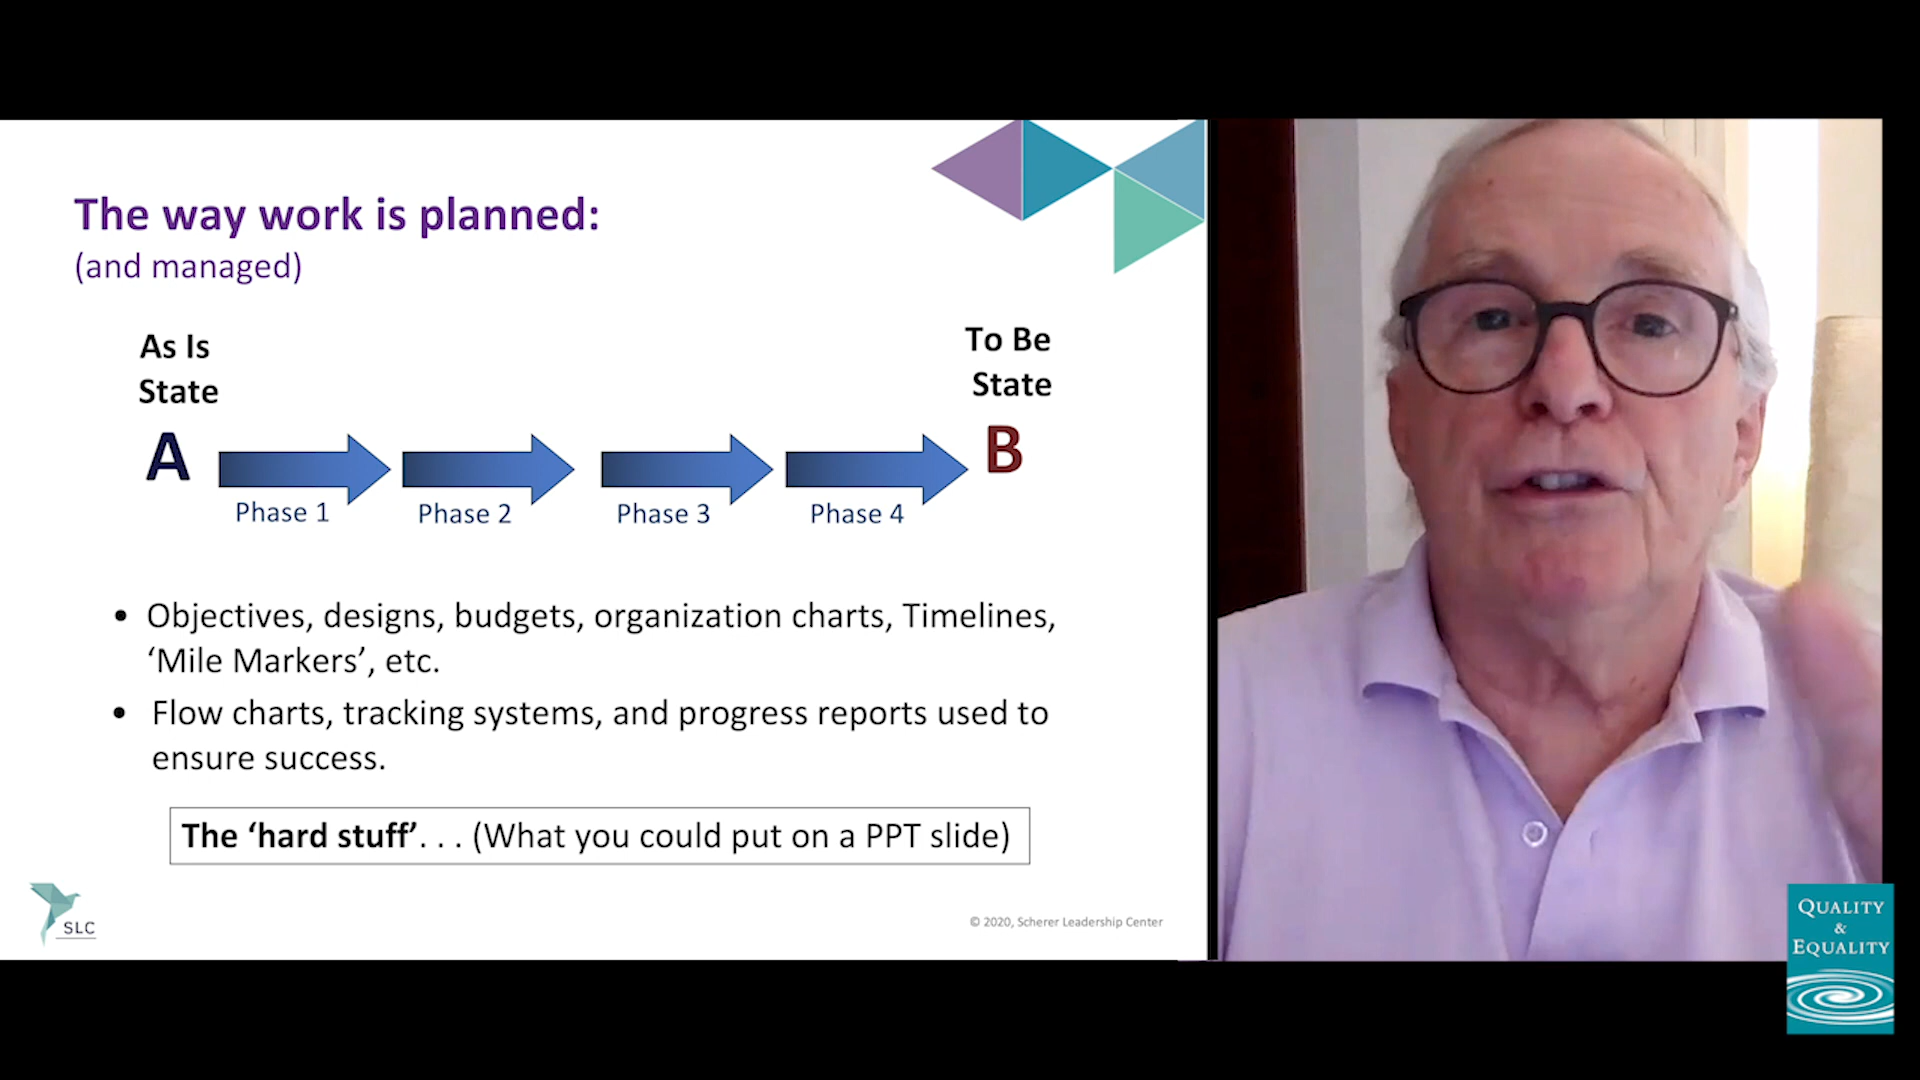 The way work is planned:
(and managed)
As Is
State
To Be
State
A
B
Phase 1
Phase 2
Phase 3
Phase 4
• Objectives, designs, budgets, organization charts, Timelines,
‘Mile Markers’, etc.
• Flow charts, tracking systems, and progress reports used to
ensure success.
The ‘hard stuff’. . . (What you could put on a PPT slide)
SLC
© 2020, Scherer Leadership Center
QUALITY
&
EQUALITY